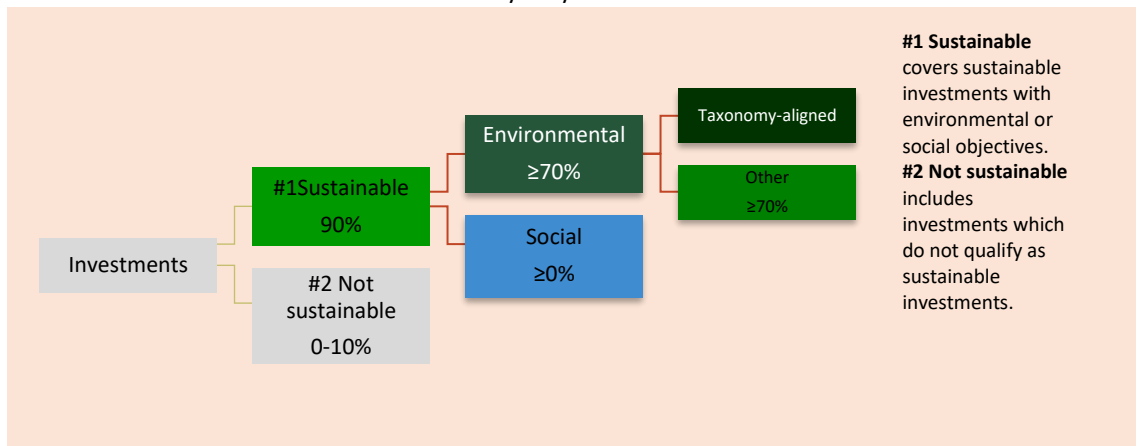 Investments
#1Sustainable
90%
#2 Not
sustainable
0-10%
Environmental
≥70%
Social
≥0%
Taxonomy-aligned
Other
≥70%
#1 Sustainable
covers sustainable
investments with
environmental or
social objectives.
#2 Not sustainable
includes
investments which
do not qualify as
sustainable
investments.